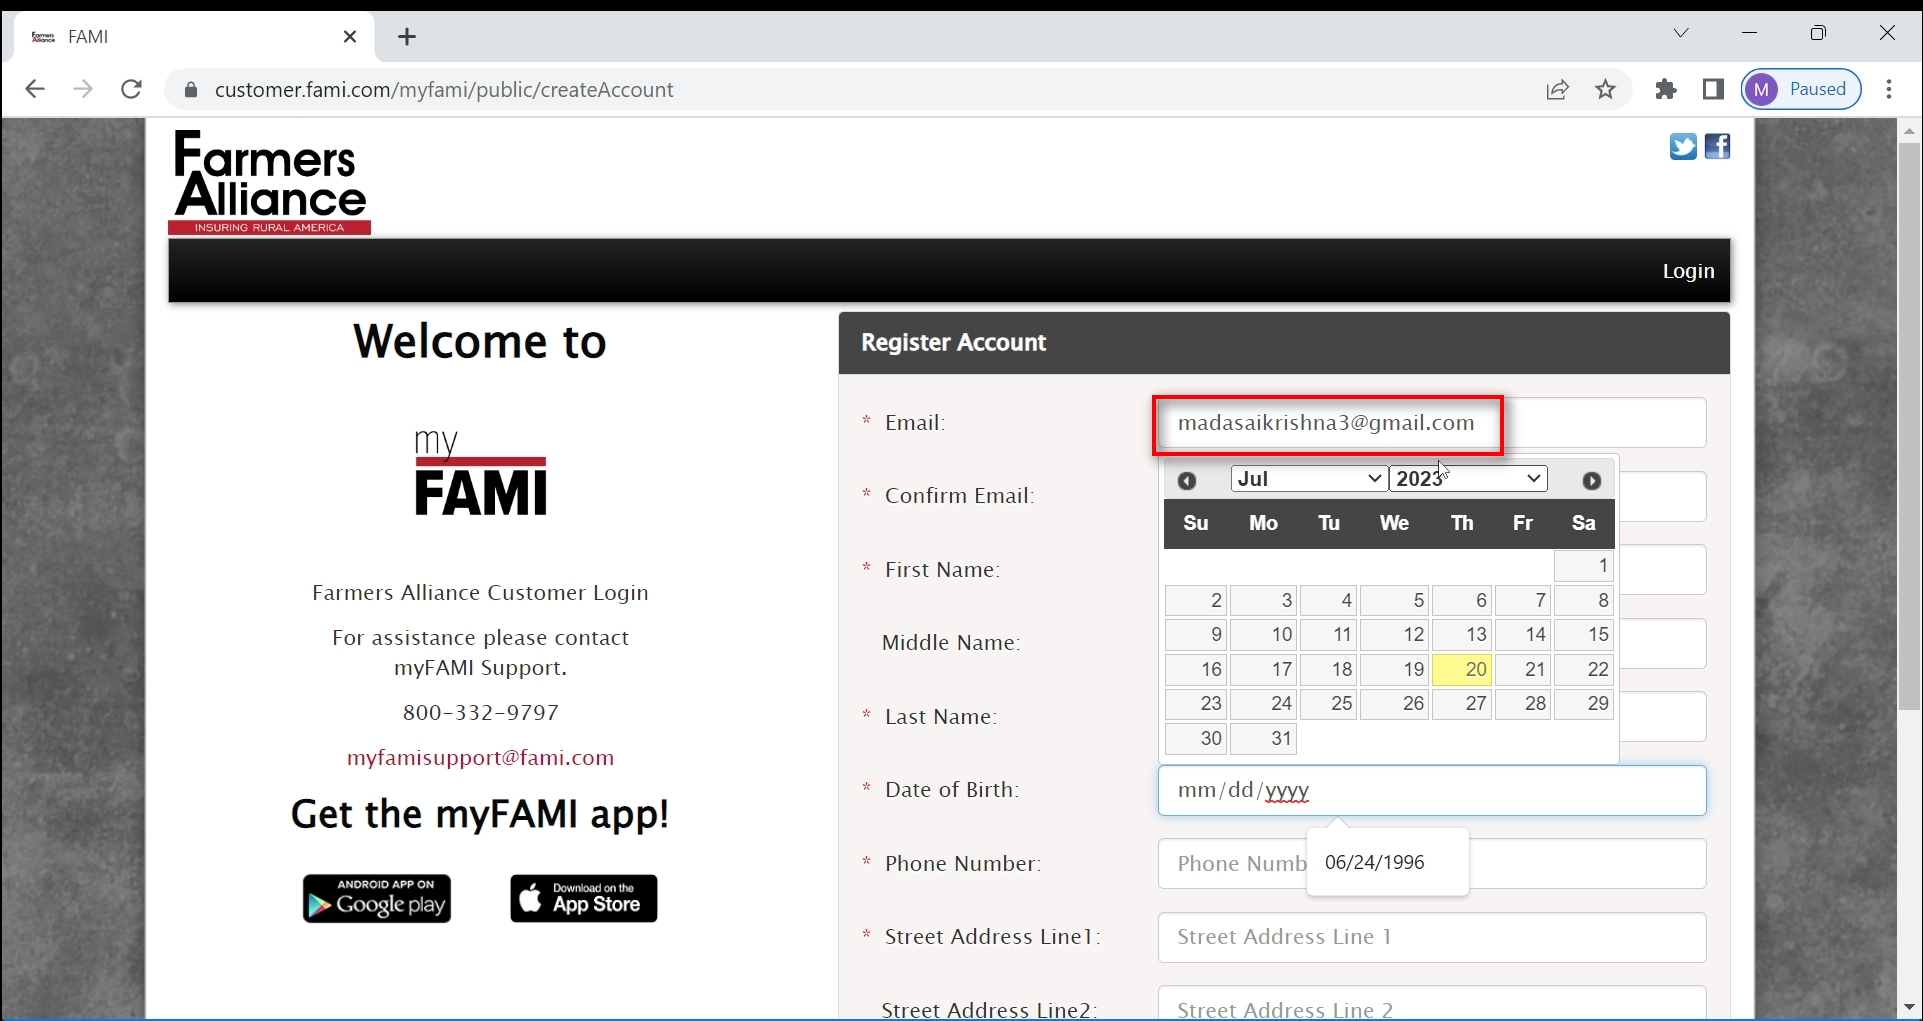 FAMI
customer.fami.com/myfami/public/createAccount
M Paused
Farmers
Alliance
INSURING RURAL AMERICA
Login
Welcome to
my
FAMI
Farmers Alliance Customer Login
For assistance please contact
myFAMI Support.
800-332-9797
myfamisupport@fami.com
Get the myFAMI app!
ANDROID APP ON
Google play
Download on the
App Store
Register Account
* Email:
madasaikrishna3@gmail.com
* Confirm Email:
* First Name:
Middle Name:
* Last Name:
Jul 2023
Su Mo Tu We Th Fr Sa
1
2 3 4 5 6 7 8
9 10 11 12 13 14 15
16 17 18 19 20 21 22
23 24 25 26 27 28 29
30 31
* Date of Birth: mm/dd/yyyy
06/24/1996
* Phone Number: Phone Numb
* Street Address Line1: Street Address Line 1
Street Address Line2: Street Address Line 2